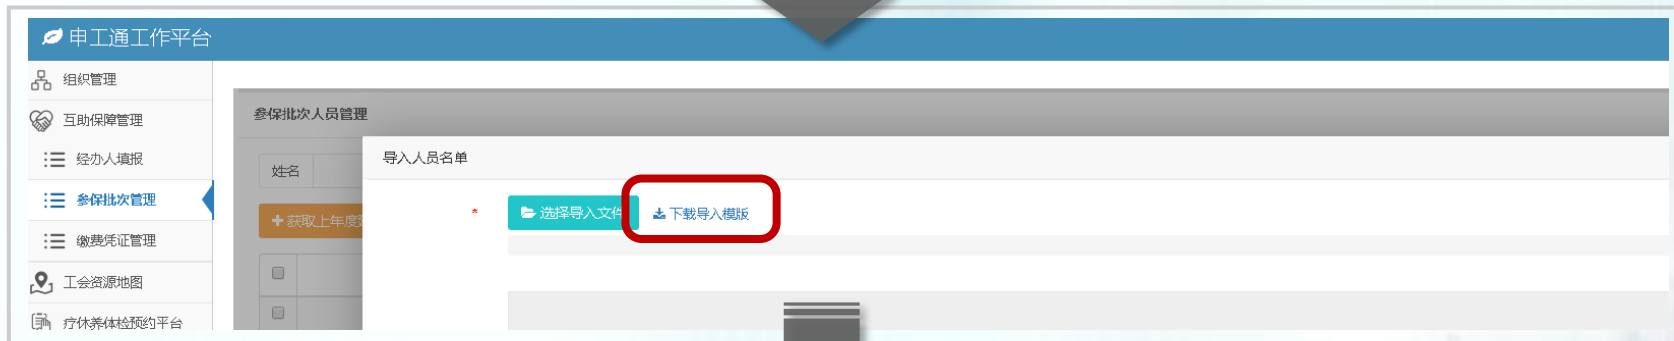 申工通工作平台
组织管理
互助保障管理
经办人填报
参保批次管理
缴费凭证管理
工会资源地图
疗休养体检预约平台
参保批次人员管理
姓名
获取上年度
导入人员名单
* 选择导入文件 下载导入模版